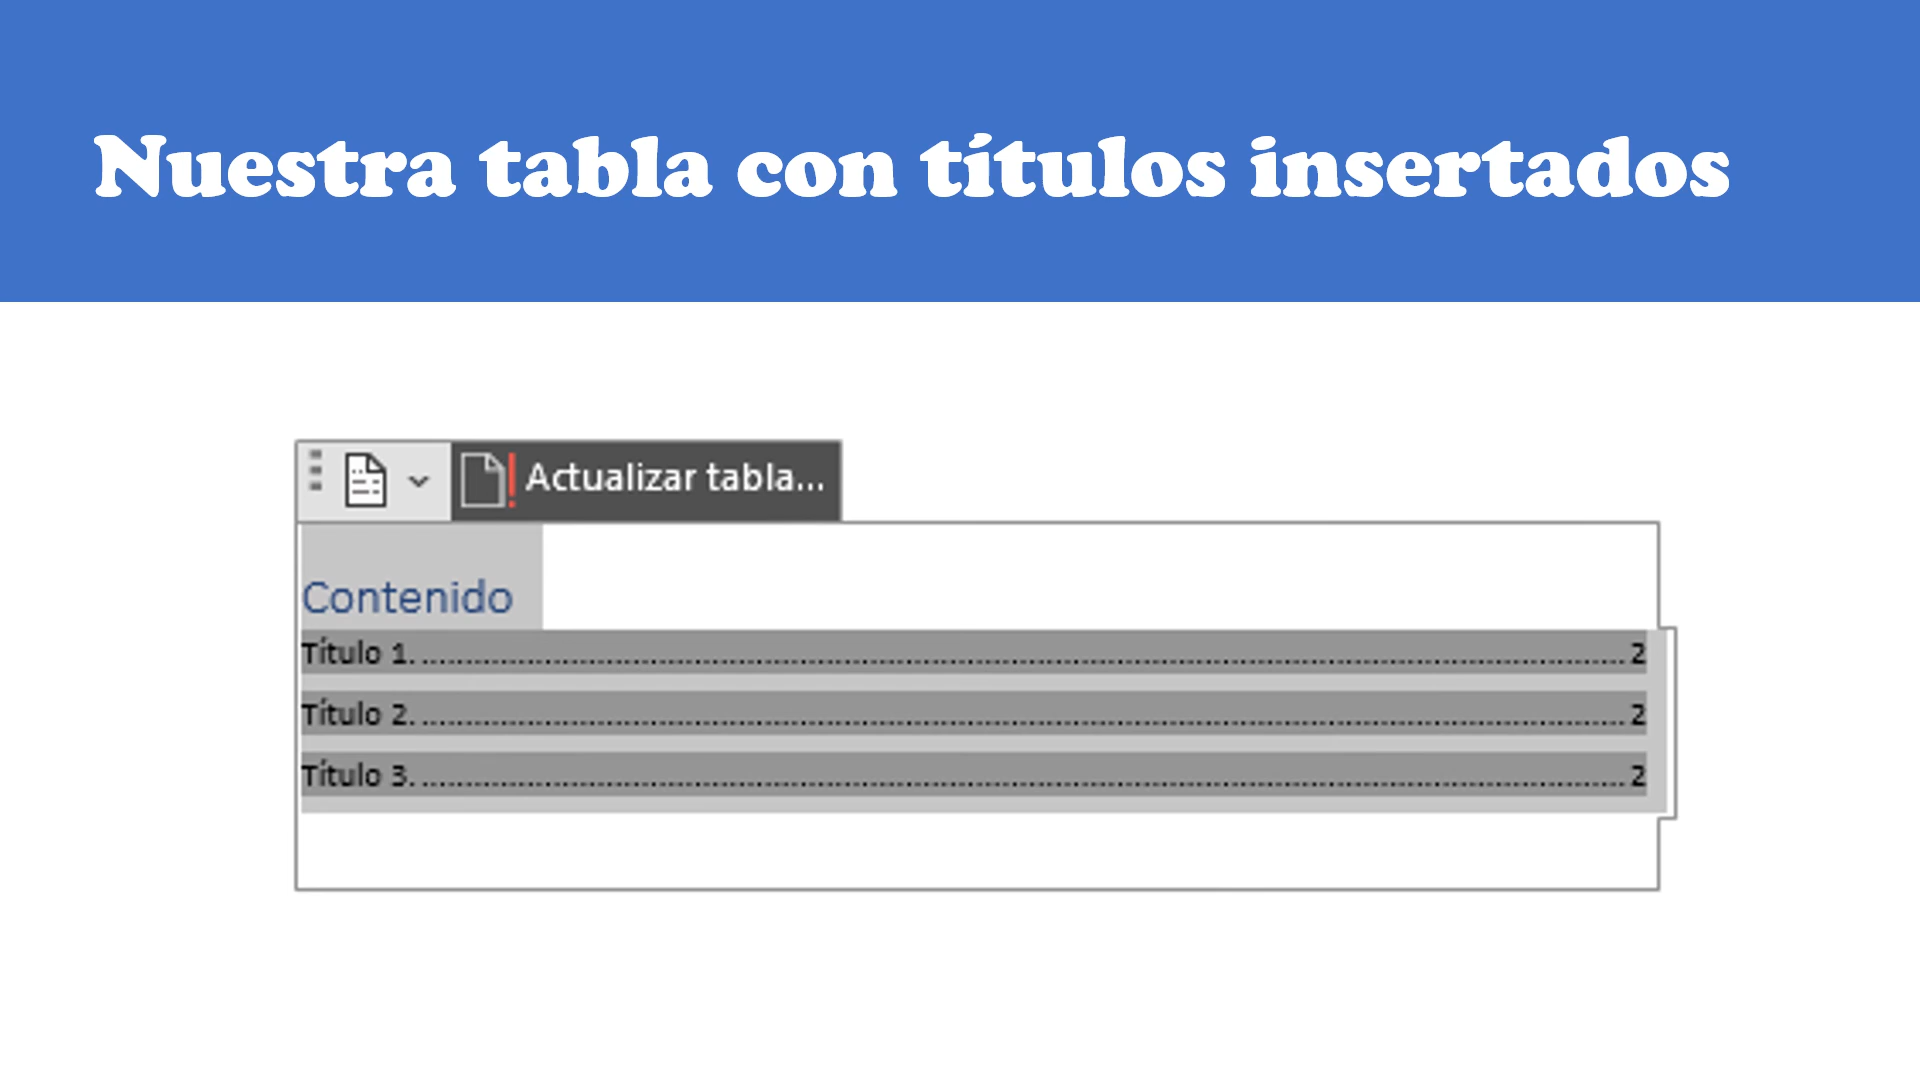 Nuestra tabla con títulos insertados
Actualizar tabla...
Contenido
Título 1. ........................................................................................................ 2
Título 2. ........................................................................................................ 2
Título 3. ........................................................................................................ 2